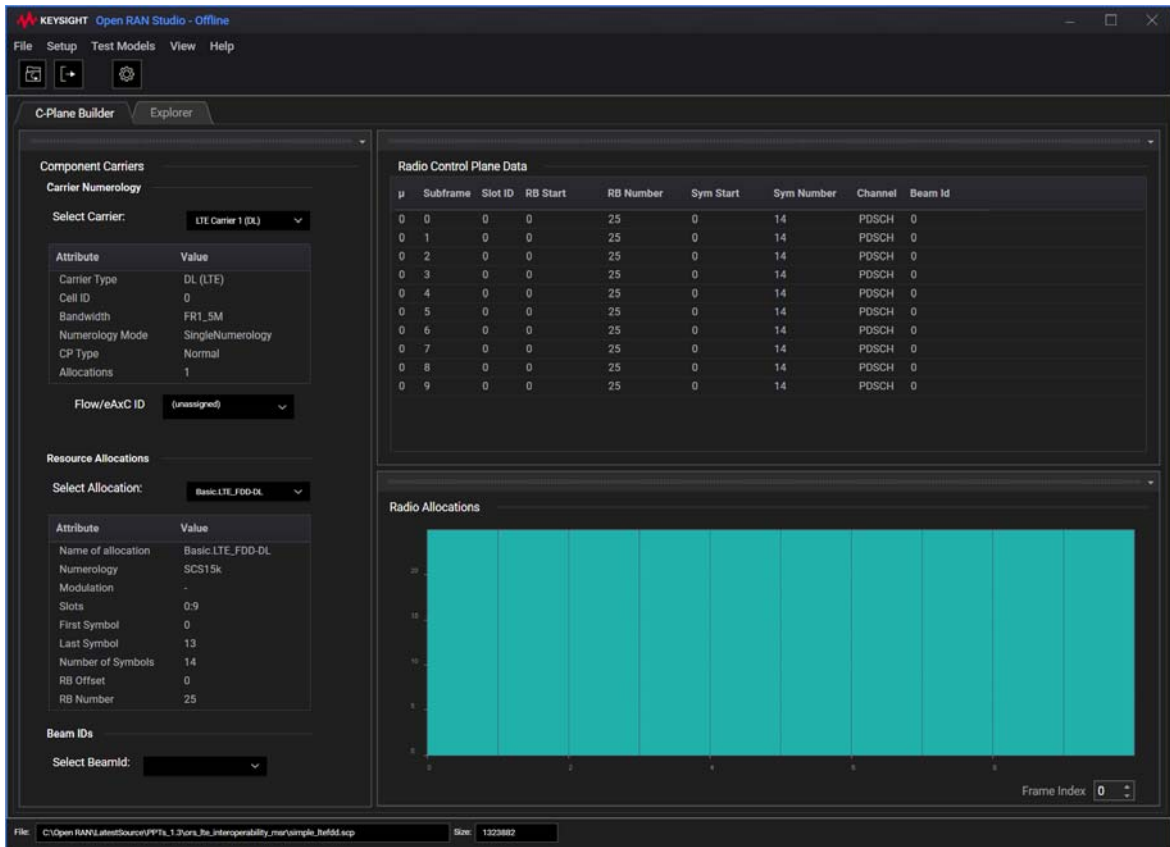 KEYSIGHT Open RAN Studio - Offline
File Setup Test Models View Help
C-Plane Builder Explorer
Component Carriers
Carrier Numerology
Select Carrier: LTE Carrier 1 (DL)
Attribute Value
Carrier Type DL (LTE)
Cell ID 0
Bandwidth FR1_5M
Numerology Mode SingleNumerology
CP Type Normal
Allocations 1
Flow/eAxC ID (unassigned)
Resource Allocations
Select Allocation: Basic.LTE_FDD-DL
Attribute Value
Name of allocation Basic.LTE_FDD-DL
Numerology SCS15k
Modulation -
Slots 0:9
First Symbol 0
Last Symbol 13
Number of Symbols 14
RB Offset 0
RB Number 25
Beam IDs
Select BeamId:
Radio Control Plane Data
μ Subframe Slot ID RB Start RB Number Sym Start Sym Number Channel Beam Id
0 0 0 0 25 0 14 PDSCH 0
0 1 0 0 25 0 14 PDSCH 0
0 2 0 0 25 0 14 PDSCH 0
0 3 0 0 25 0 14 PDSCH 0
0 4 0 0 25 0 14 PDSCH 0
0 5 0 0 25 0 14 PDSCH 0
0 6 0 0 25 0 14 PDSCH 0
0 7 0 0 25 0 14 PDSCH 0
0 8 0 0 25 0 14 PDSCH 0
0 9 0 0 25 0 14 PDSCH 0
Radio Allocations
20
15
10
5
0
0 2 4
Frame Index 0
File: C:\Open RAN\LatestSource\PPTs_1.3\ors_lte_interoperability_msr\simple_ltefdd.scp Size: 1323882